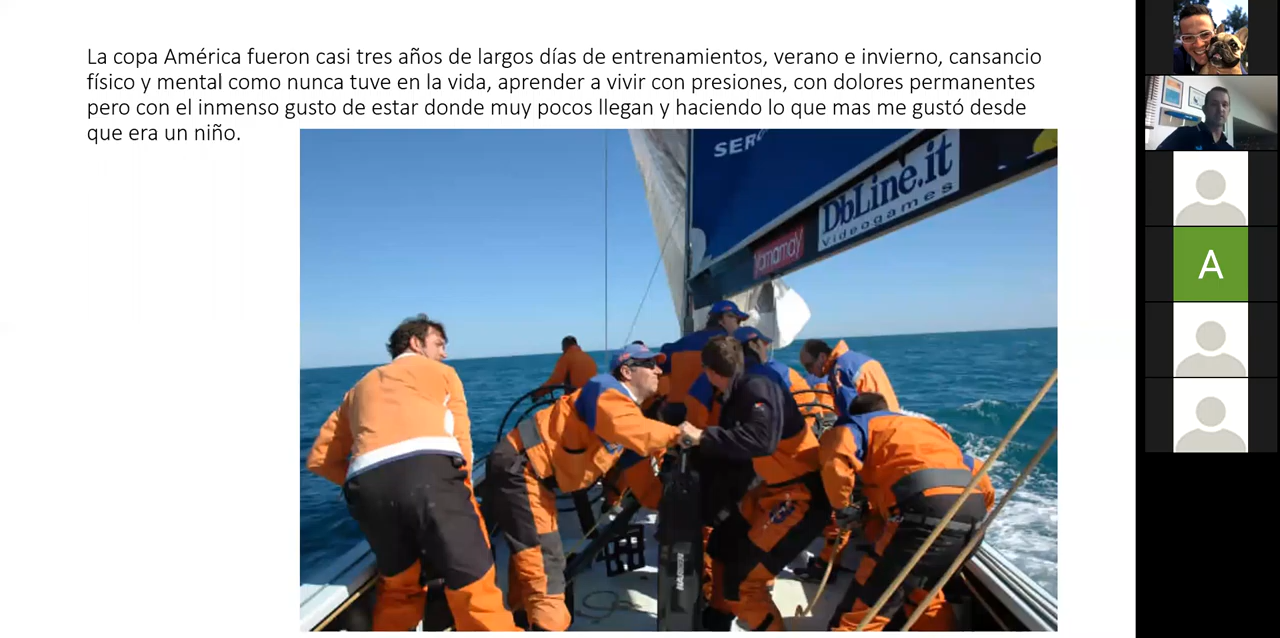 La copa América fueron casi tres años de largos días de entrenamientos, verano e invierno, cansancio
físico y mental como nunca tuve en la vida, aprender a vivir con presiones, con dolores permanentes
pero con el inmenso gusto de estar donde muy pocos llegan y haciendo lo que mas me gustó desde
que era un niño.
DbLine.it
Videogames
yamamay
HARKEN
A